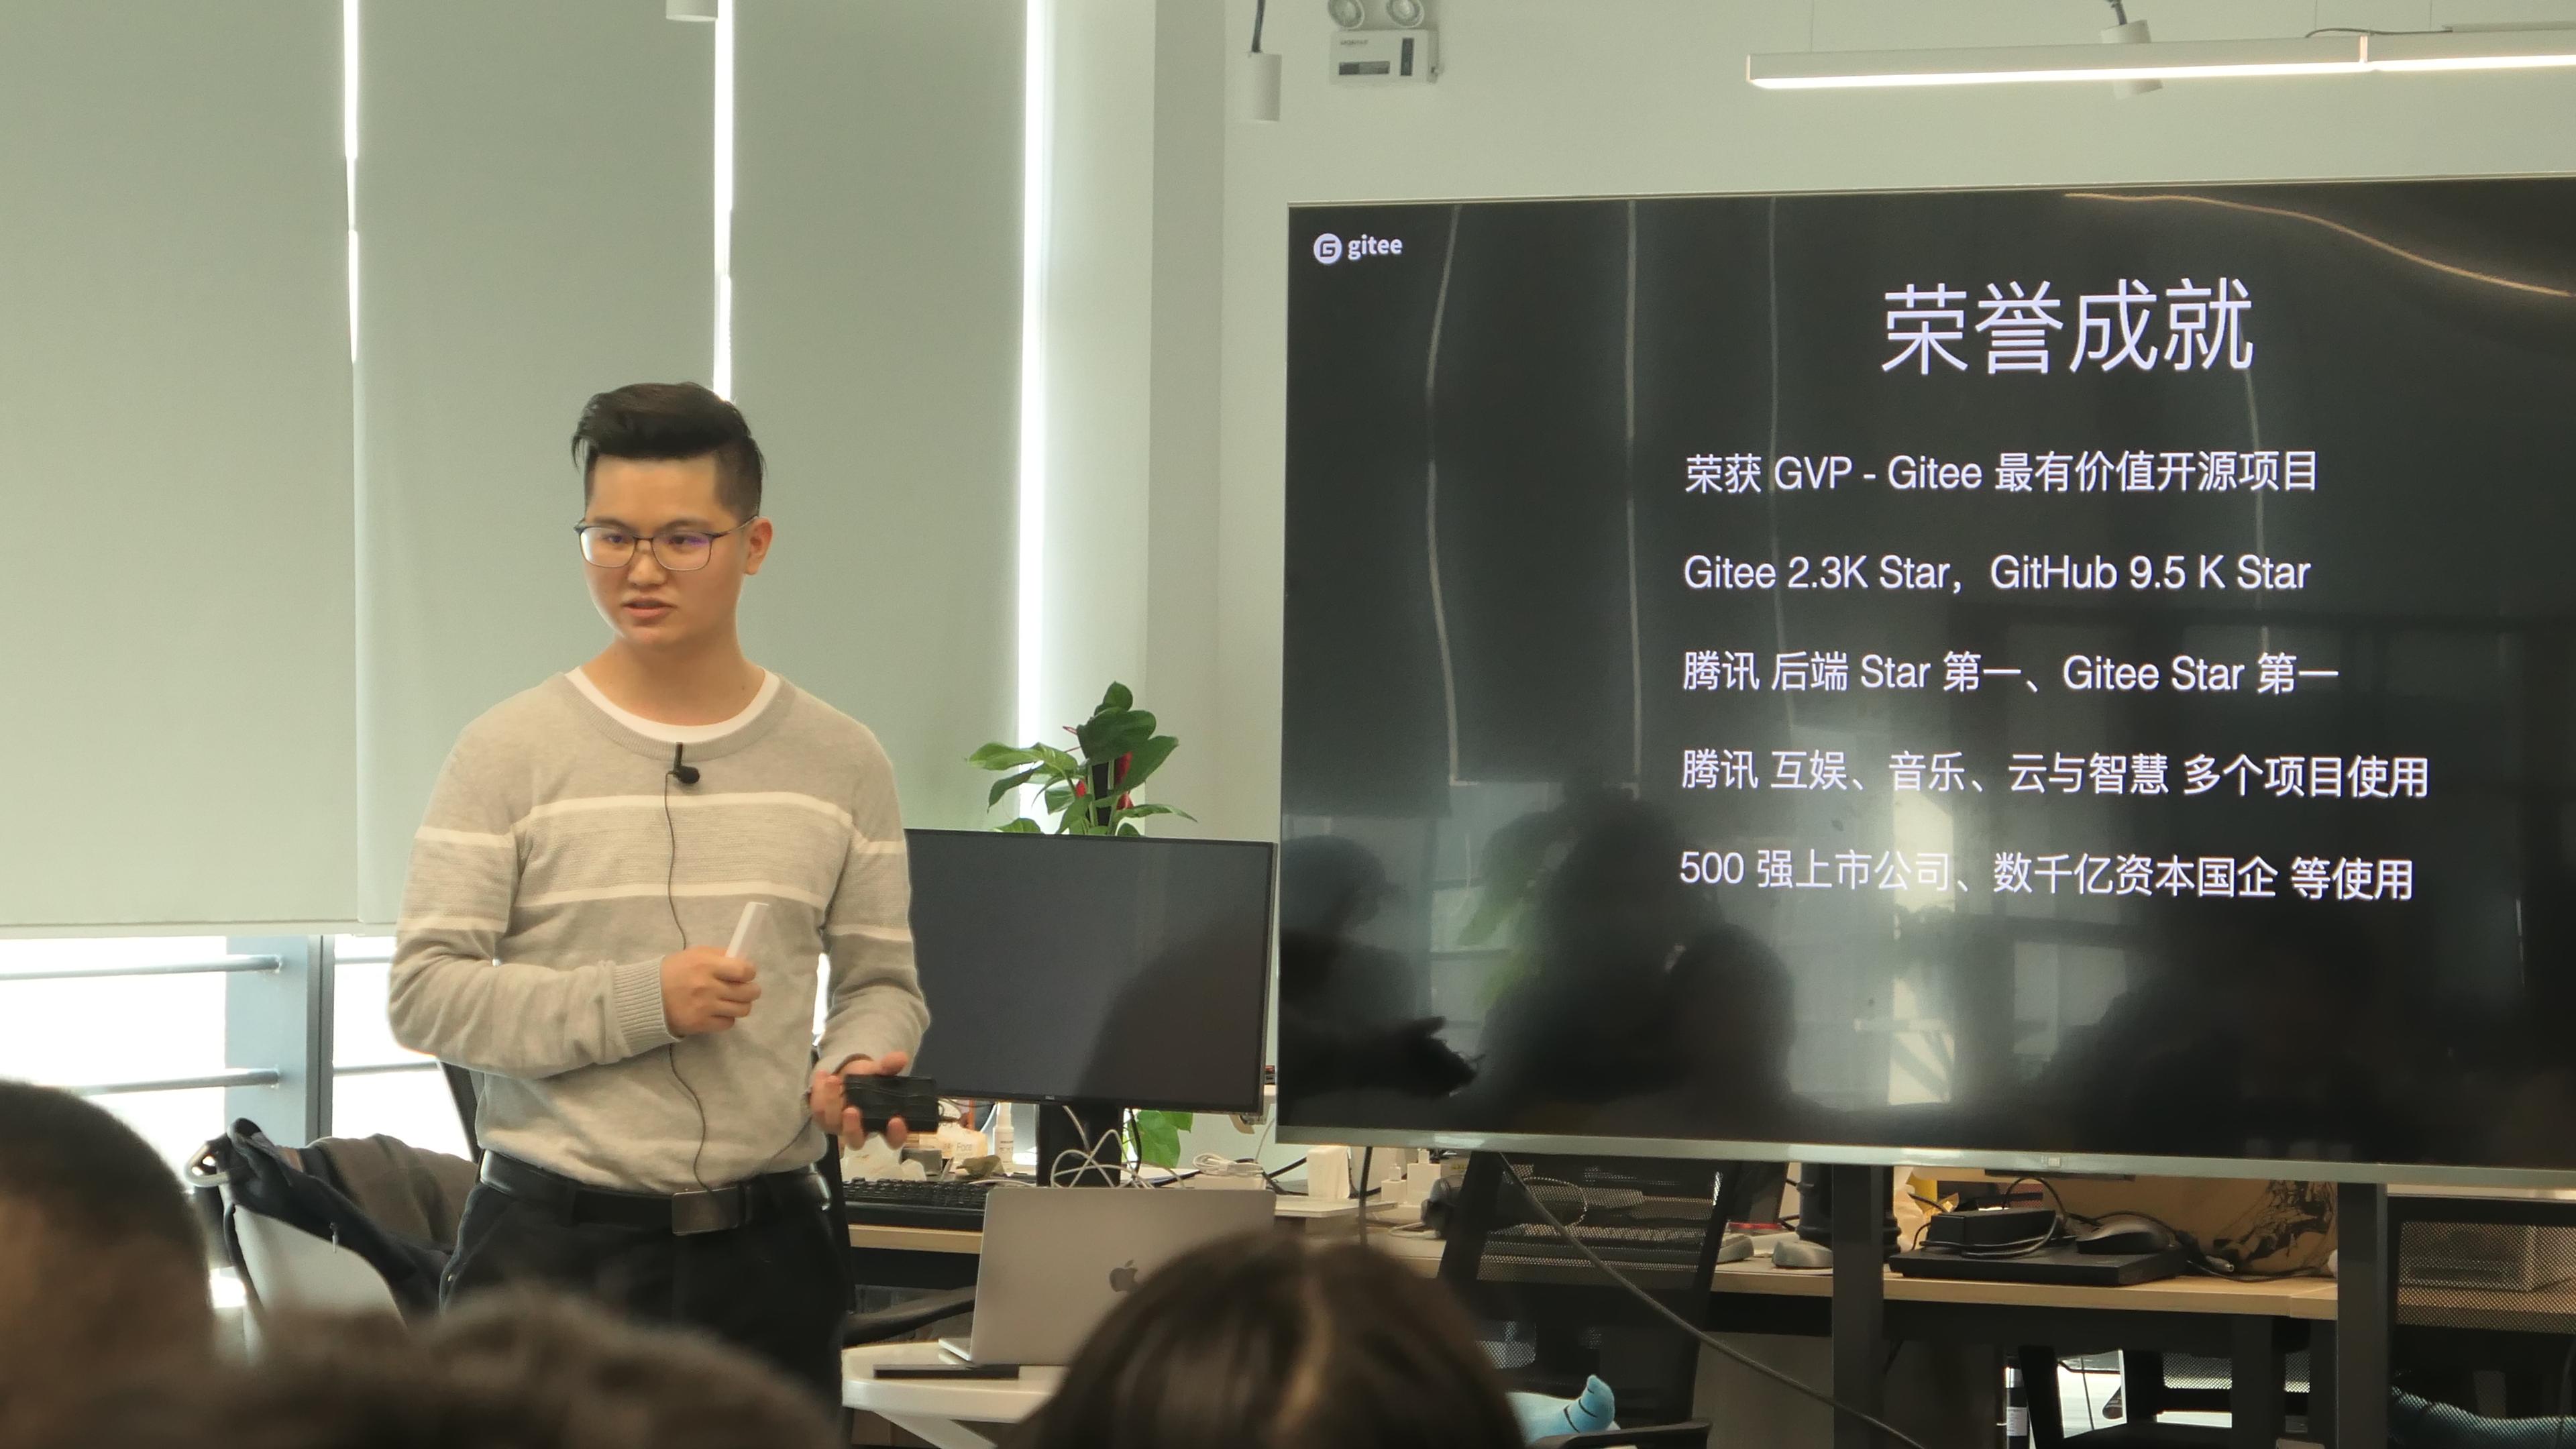 gitee
荣誉成就
荣获 GVP - Gitee 最有价值开源项目
Gitee 2.3K Star，GitHub 9.5 K Star
腾讯 后端 Star 第一、Gitee Star 第一
腾讯 互娱、音乐、云与智慧 多个项目使用
500 强上市公司、数千亿资本国企 等使用